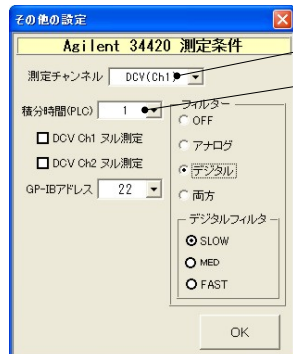 その他の設定
Agilent 34420 測定条件
測定チャンネル DCV(Ch1)
積分時間(PLC) 1
DCV Ch1 ヌル測定
DCV Ch2 ヌル測定
GP-IBアドレス 22
フィルター
OFF
アナログ
デジタル
両方
デジタルフィルタ
SLOW
MED
FAST
OK